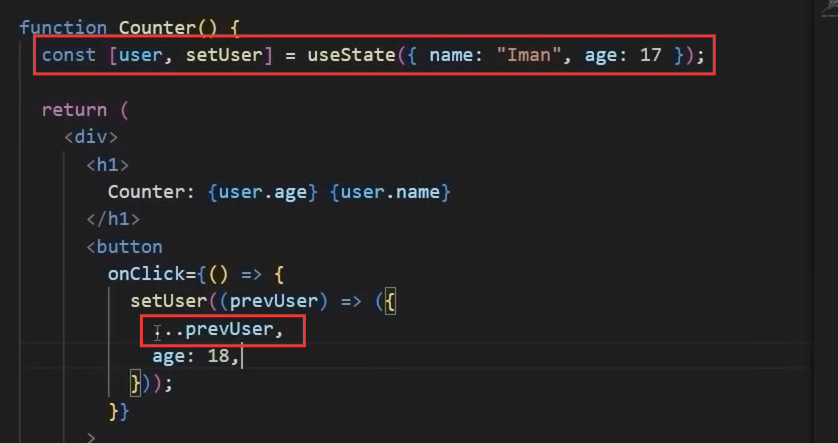 function Counter() {
const [user, setUser] = useState({ name: "Iman", age: 17 });
return (
<div>
<h1>
Counter: {user.age} {user.name}
</h1>
<button
onClick={() => {
setUser((prevUser) => ({
...prevUser,
age: 18,
}));
}}
>